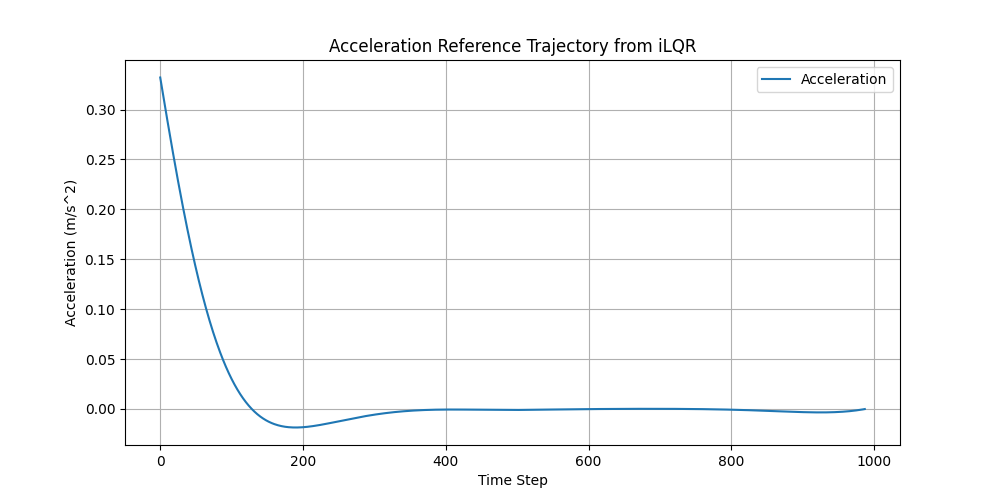 Acceleration Reference Trajectory from iLQR
Acceleration
0.30
0.25
0.20
0.15
0.10
0.05
0.00
Acceleration (m/s^2)
0 200 400 600 800 1000
Time Step